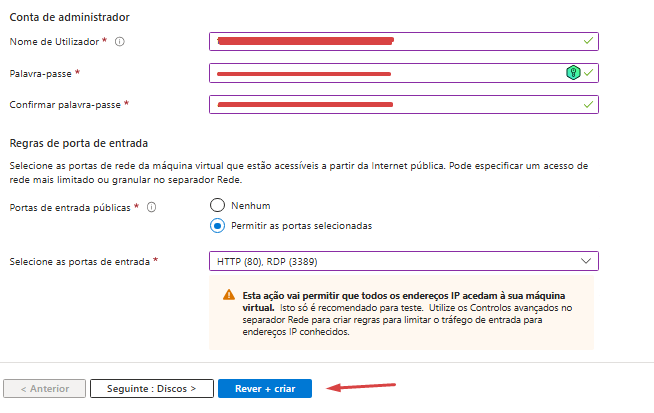 Conta de administrador
Nome de Utilizador *
Palavra-passe *
Confirmar palavra-passe *
Regras de porta de entrada
Selecione as portas de rede da máquina virtual que estão acessíveis a partir da Internet pública. Pode especificar um acesso de
rede mais limitado ou granular no separador Rede.
Portas de entrada públicas *
Nenhum
Permitir as portas selecionadas
Selecione as portas de entrada *
HTTP (80), RDP (3389)
Esta ação vai permitir que todos os endereços IP acedam à sua máquina
virtual. Isto só é recomendado para teste. Utilize os Controlos avançados no
separador Rede para criar regras para limitar o tráfego de entrada para
endereços IP conhecidos.
< Anterior
Seguinte : Discos >
Rever + criar